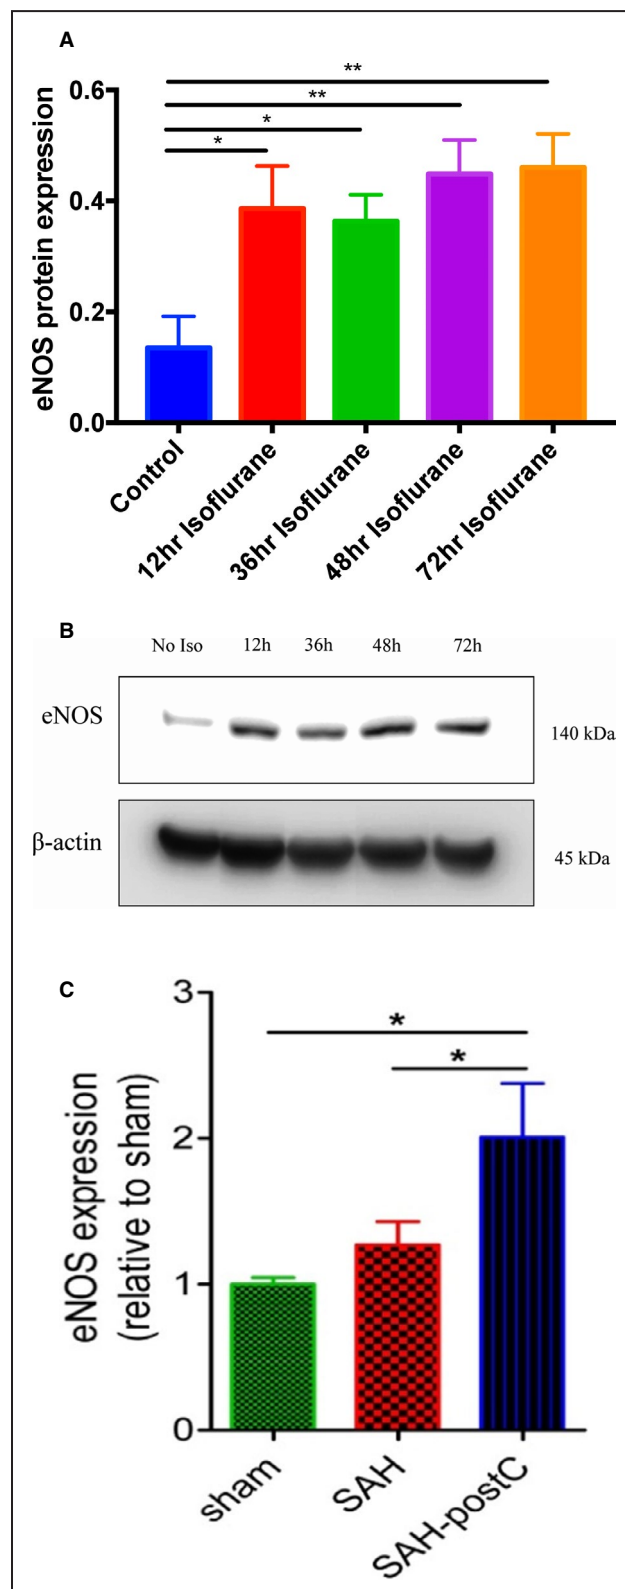 A
**
**
*
*
0.6
0.4
0.2
0.0
eNOS protein expression
Control
12hr Isoflurane
36hr Isoflurane
48hr Isoflurane
72hr Isoflurane
B
No Iso 12h 36h 48h 72h
eNOS
140 kDa
β-actin
45 kDa
C
*
*
3
2
1
0
eNOS expression
(relative to sham)
sham
SAH
SAH-postC